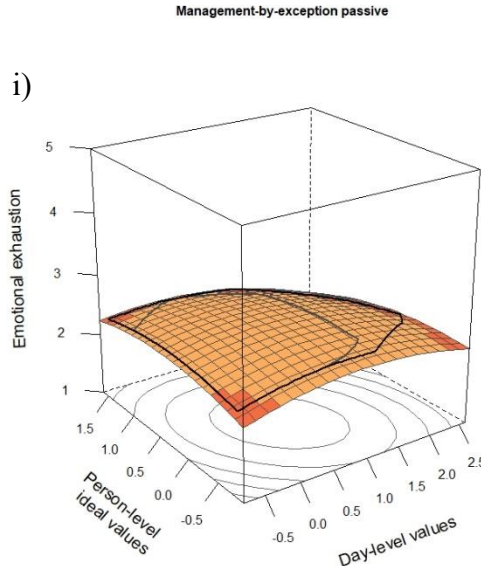 Management-by-exception passive
i)
Emotional exhaustion
5
4
3
2
1
Person-level
ideal values
1.5
1.0
0.5
0.0
-0.5
Day-level values
-0.5
0.0
0.5
1.0
1.5
2.0
2.5